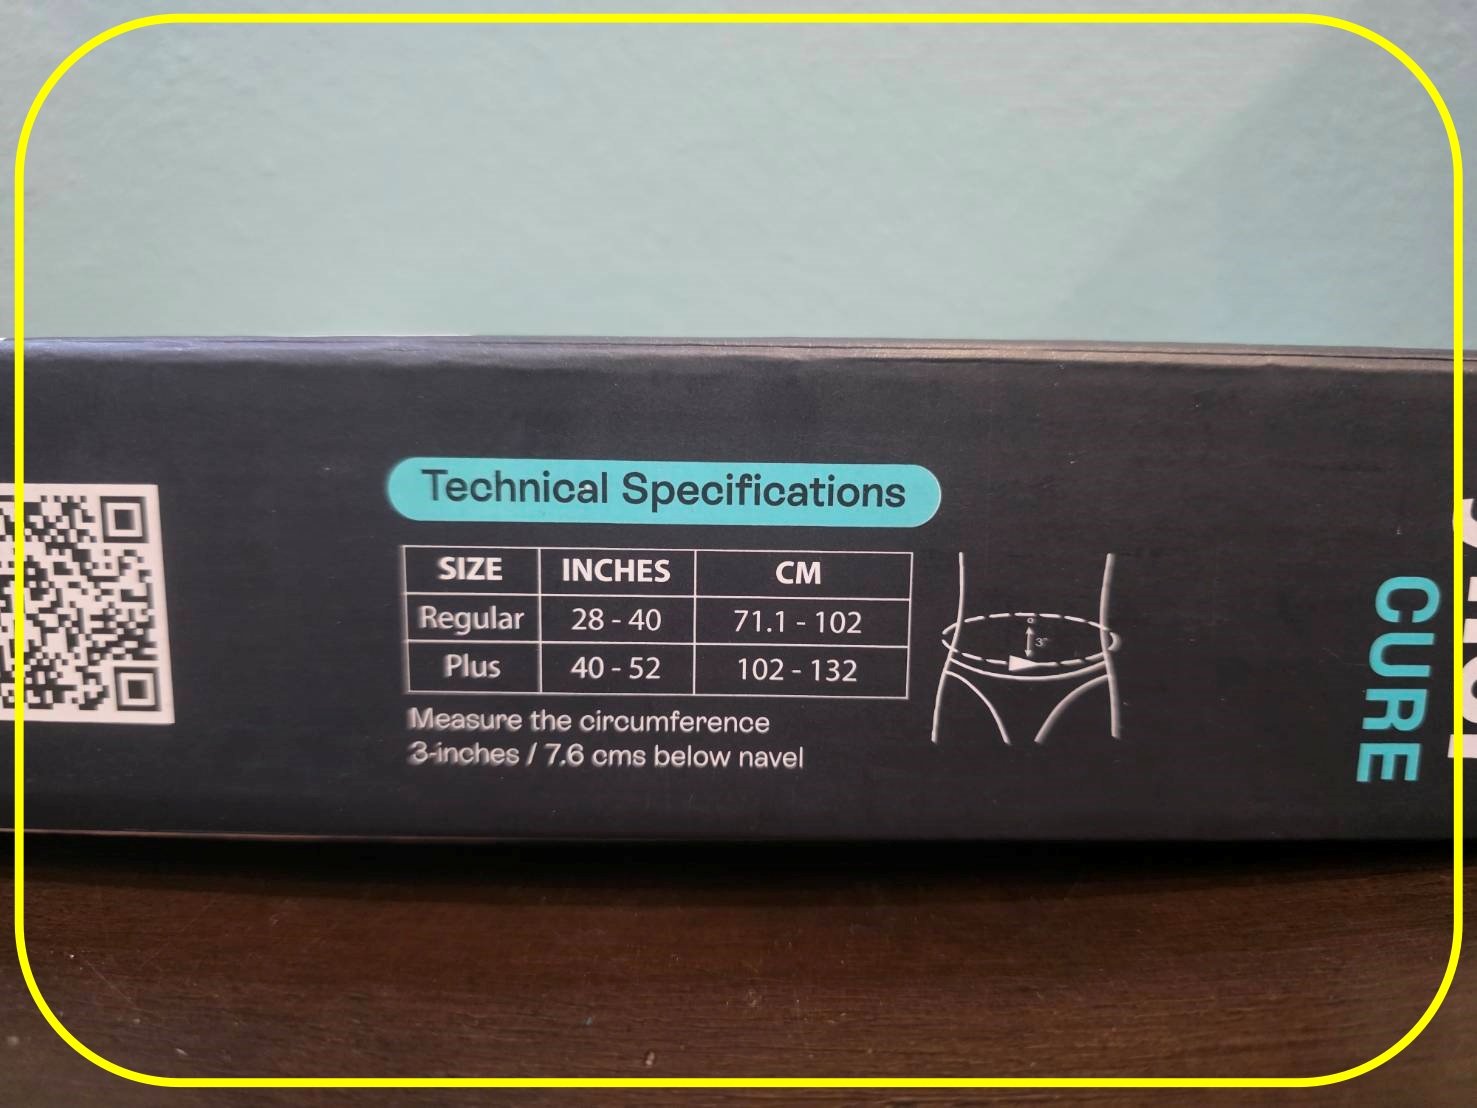 Technical Specifications
SIZE INCHES CM
Regular 28 - 40 71.1 - 102
Plus 40 - 52 102 - 132
Measure the circumference
3-inches / 7.6 cms below navel
3"
CURE